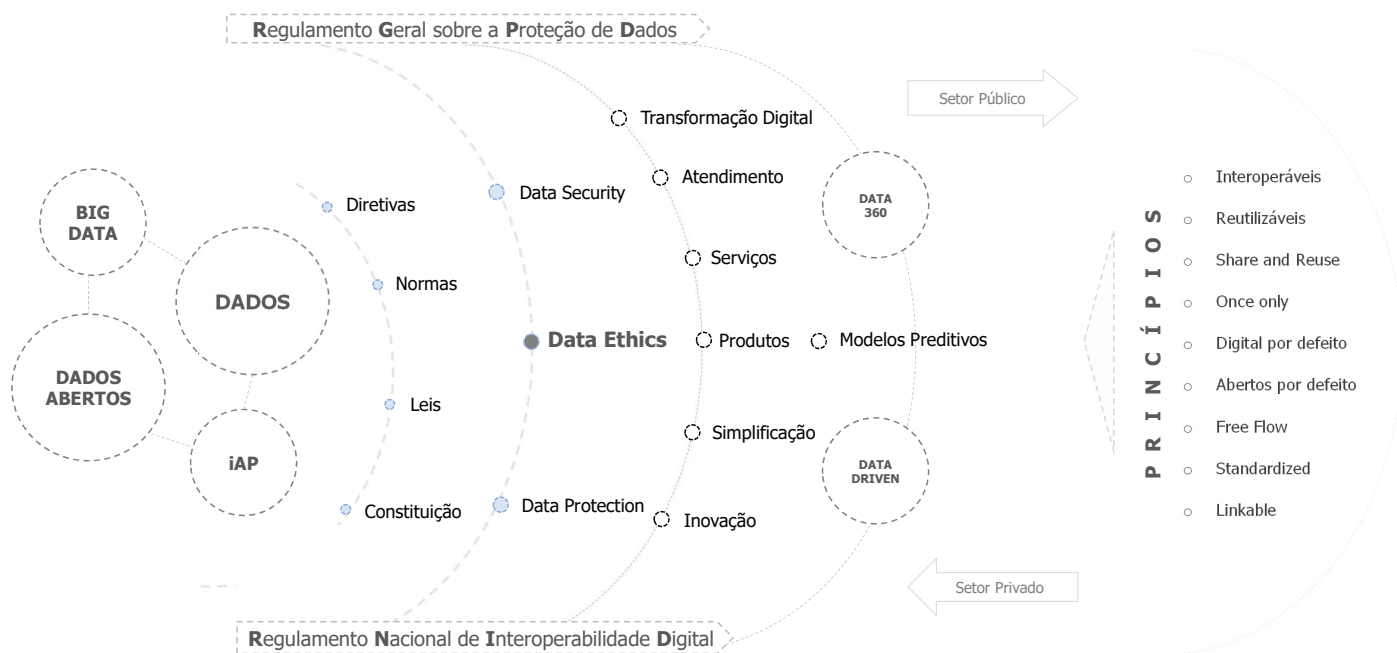 Regulamento Geral sobre a Proteção de Dados
Setor Público
Transformação Digital
Atendimento
Serviços
Produtos
Simplificação
Inovação
BIG
DATA
DADOS
DADOS
ABERTOS
iAP
Diretivas
Normas
Leis
Constituição
Data Security
Data Ethics
Data Protection
DATA
360
Modelos Preditivos
DATA
DRIVEN
PRINCÍPIOS
Interoperáveis
Reutilizáveis
Share and Reuse
Once only
Digital por defeito
Abertos por defeito
Free Flow
Standardized
Linkable
Setor Privado
Regulamento Nacional de Interoperabilidade Digital